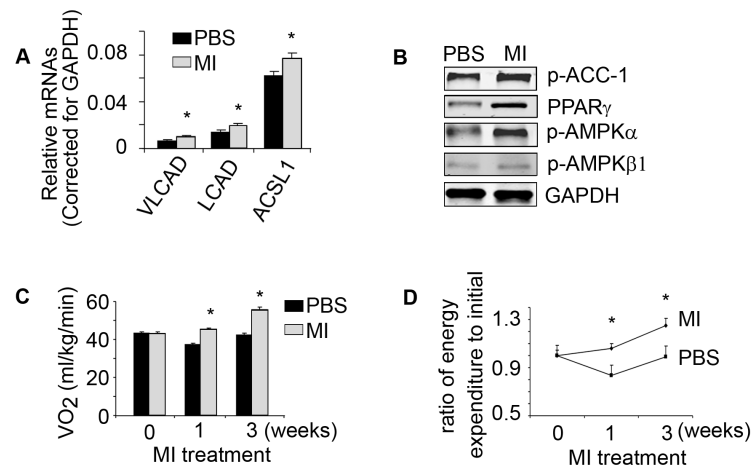 A
Relative mRNAs
(Corrected for GAPDH)
0.08
0.04
0
PBS
MI
*
*
*
VLCAD
LCAD
ACSL1
B
PBS MI
p-ACC-1
PPARγ
p-AMPKα
p-AMPKβ1
GAPDH
C
VO2 (ml/kg/min)
60
40
20
0
PBS
MI
*
*
0 1 3 (weeks)
MI treatment
D
ratio of energy
expenditure to initial
1.3
0.9
0.5
*
*
MI
PBS
0 1 3 (weeks)
MI treatment